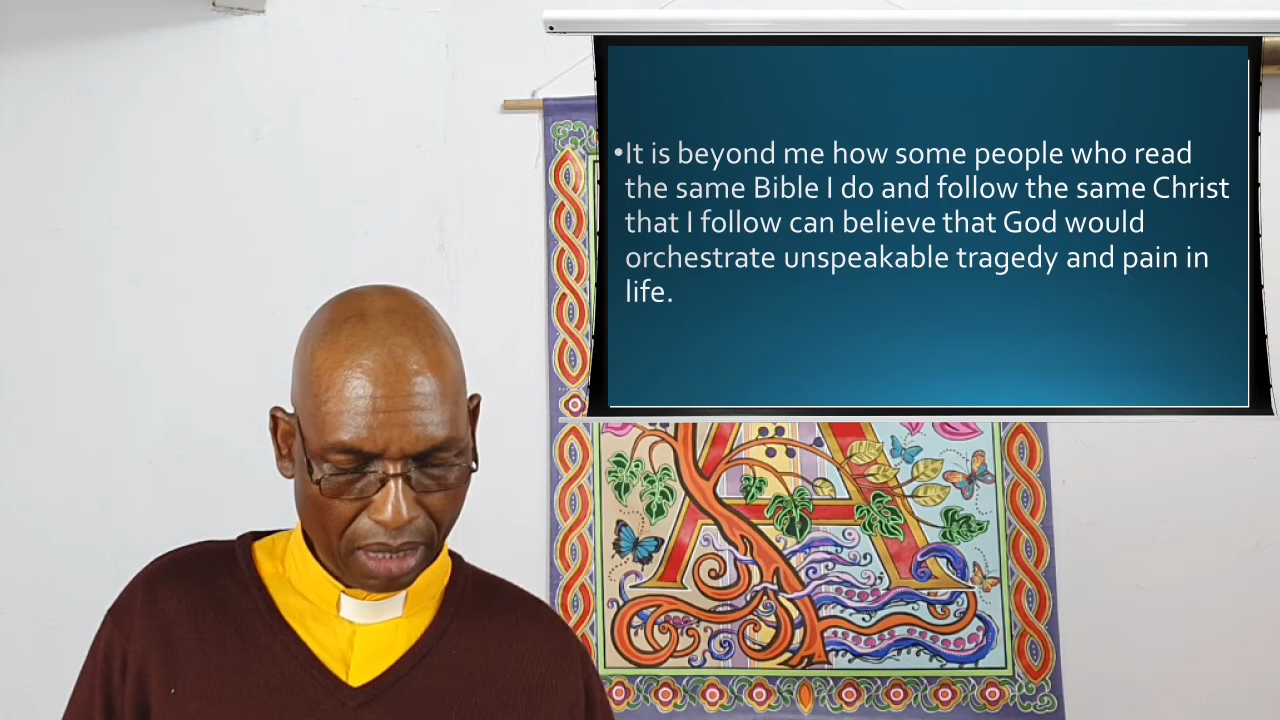 •It is beyond me how some people who read
the same Bible I do and follow the same Christ
that I follow can believe that God would
orchestrate unspeakable tragedy and pain in
life.